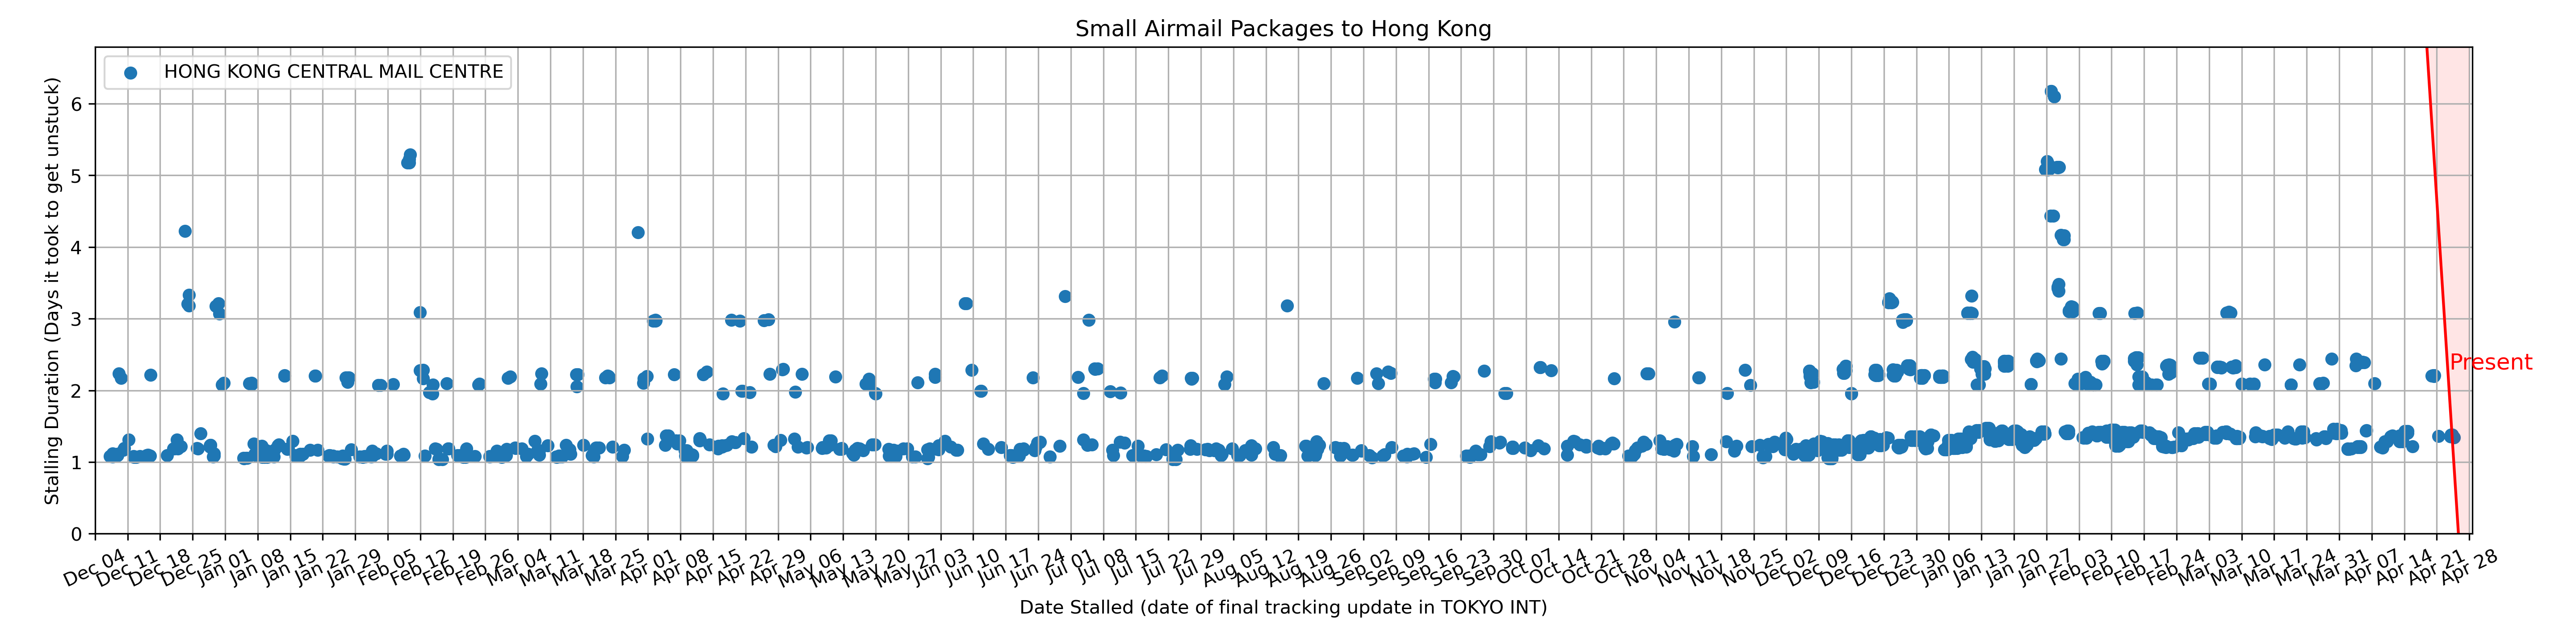 Small Airmail Packages to Hong Kong
HONG KONG CENTRAL MAIL CENTRE
Stalling Duration (Days it took to get unstuck)
6
5
4
3
2
1
0
Present
Dec 04 Dec 11 Dec 18 Dec 25 Jan 01 Jan 08 Jan 15 Jan 22 Jan 29 Feb 05 Feb 12 Feb 19 Feb 26 Mar 04 Mar 11 Mar 18 Mar 25 Apr 01 Apr 08 Apr 15 Apr 22 Apr 29 May 06 May 13 May 20 May 27 Jun 03 Jun 10 Jun 17 Jun 24 Jul 01 Jul 08 Jul 15 Jul 22 Jul 29 Aug 05 Aug 12 Aug 19 Aug 26 Sep 02 Sep 09 Sep 16 Sep 23 Sep 30 Oct 07 Oct 14 Oct 21 Oct 28 Nov 04 Nov 11 Nov 18 Nov 25 Dec 02 Dec 09 Dec 16 Dec 23 Dec 30 Jan 06 Jan 13 Jan 20 Jan 27 Feb 03 Feb 10 Feb 17 Feb 24 Mar 03 Mar 10 Mar 17 Mar 24 Mar 31 Apr 07 Apr 14 Apr 21 Apr 28
Date Stalled (date of final tracking update in TOKYO INT)